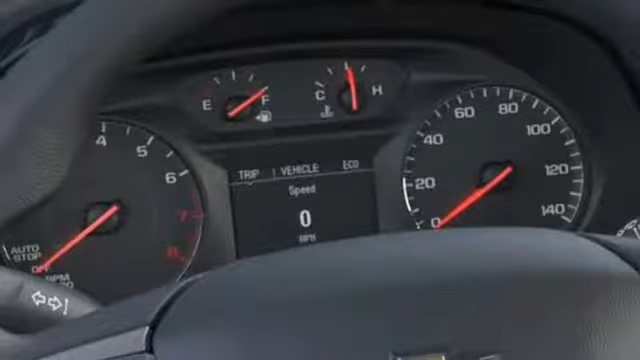 E F
C H
TRIP | VEHICLE ECO
Speed
0
MPH
4 5 6 7 8
AUTO
STOP
OFF
RPM
0 20 40 60 80 100 120 140